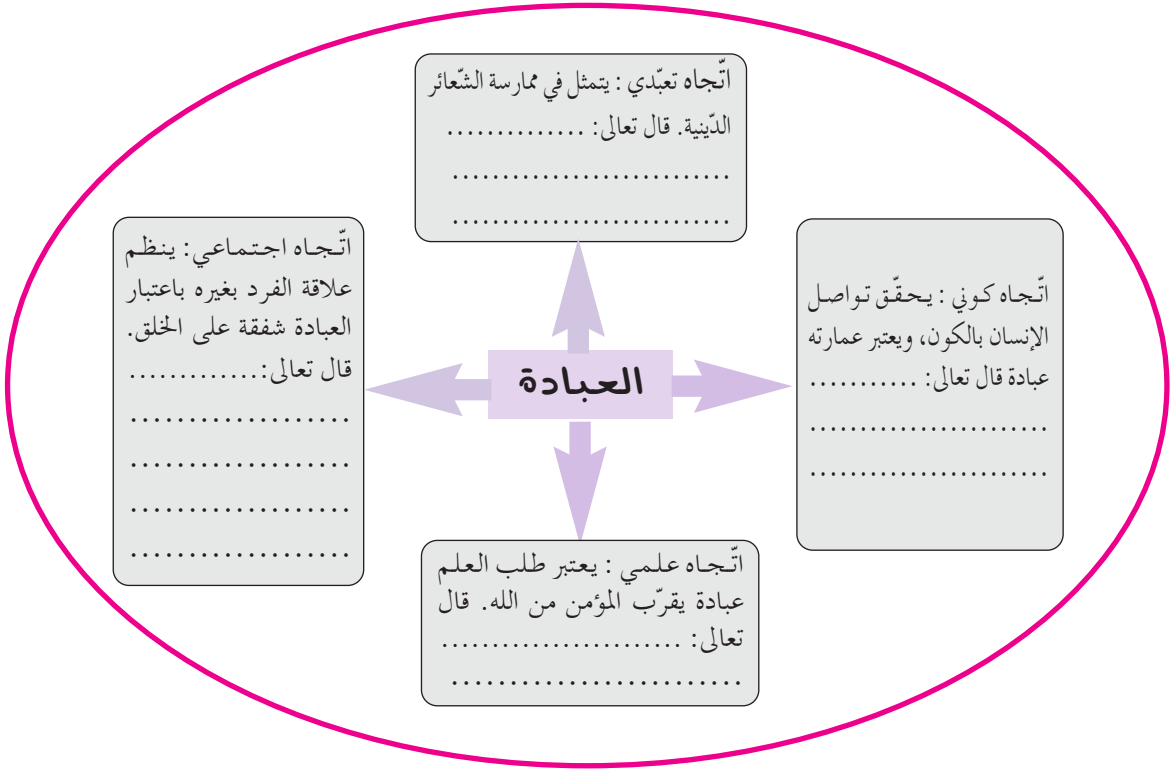 اتّجاه تعبّدي : يتمثل في ممارسة الشّعائر
الدّينية. قال تعالى: ..............
............................
............................
اتّجاه كوني : يحقّق تواصل
الإنسان بالكون، ويعتبر عمارته
عبادة قال تعالى: ...........
........................
........................
العبادة
اتّجاه اجتماعي : ينظم
علاقة الفرد بغيره باعتبار
العبادة شفقة على الخلق.
قال تعالى:.............
...................
...................
...................
...................
اتّجاه علمي : يعتبر طلب العلم
عبادة يقرّب المؤمن من الله. قال
تعالى: ........................
..........................